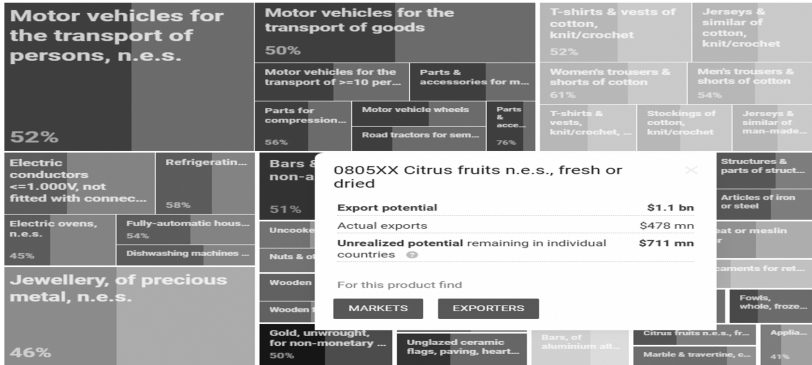 Motor vehicles for
the transport of
persons, n.e.s.
52%
Motor vehicles for the
transport of goods
50%
Motor vehicles for the
transport of >=10 per...
Parts &
accessories for m...
Parts for
compression...
56%
Motor vehicle wheels
Road tractors for sem...
Parts
&
acce...
76%
T-shirts & vests of
cotton,
knit/crochet
52%
Jerseys &
similar of
cotton,
knit/crochet
Women's trousers &
shorts of cotton
61%
Men's trousers &
shorts of cotton
54%
T-shirts &
vests,
knit/crochet, ...
Stockings of
cotton,
knit/crochet
Jerseys &
similar of
man-made...
Electric
conductors
<=1.000V, not
fitted with connec...
Refrigeratin...
58%
Electric ovens,
n.e.s.
45%
Fully-automatic hous...
54%
Dishwashing machines ...
Jewellery, of precious
metal, n.e.s.
46%
Bars &
non-a
51%
Uncooke
Nuts & o
Wooden
Wooden f
0805XX Citrus fruits n.e.s., fresh or
dried
Export potential $1.1 bn
Actual exports $478 mn
Unrealized potential remaining in individual $711 mn
countries
For this product find
MARKETS EXPORTERS
Structures &
parts of struct...
Articles of iron
or steel
at or meslin
r
caments for ret...
Fowls,
whole, froze...
Gold, unwrought,
for non-monetary ...
50%
Unglazed ceramic
flags, paving, heart...
Bars, of
aluminium all...
Citrus fruits n.e.s., fr...
Marble & travertine, c...
Applia...
41%